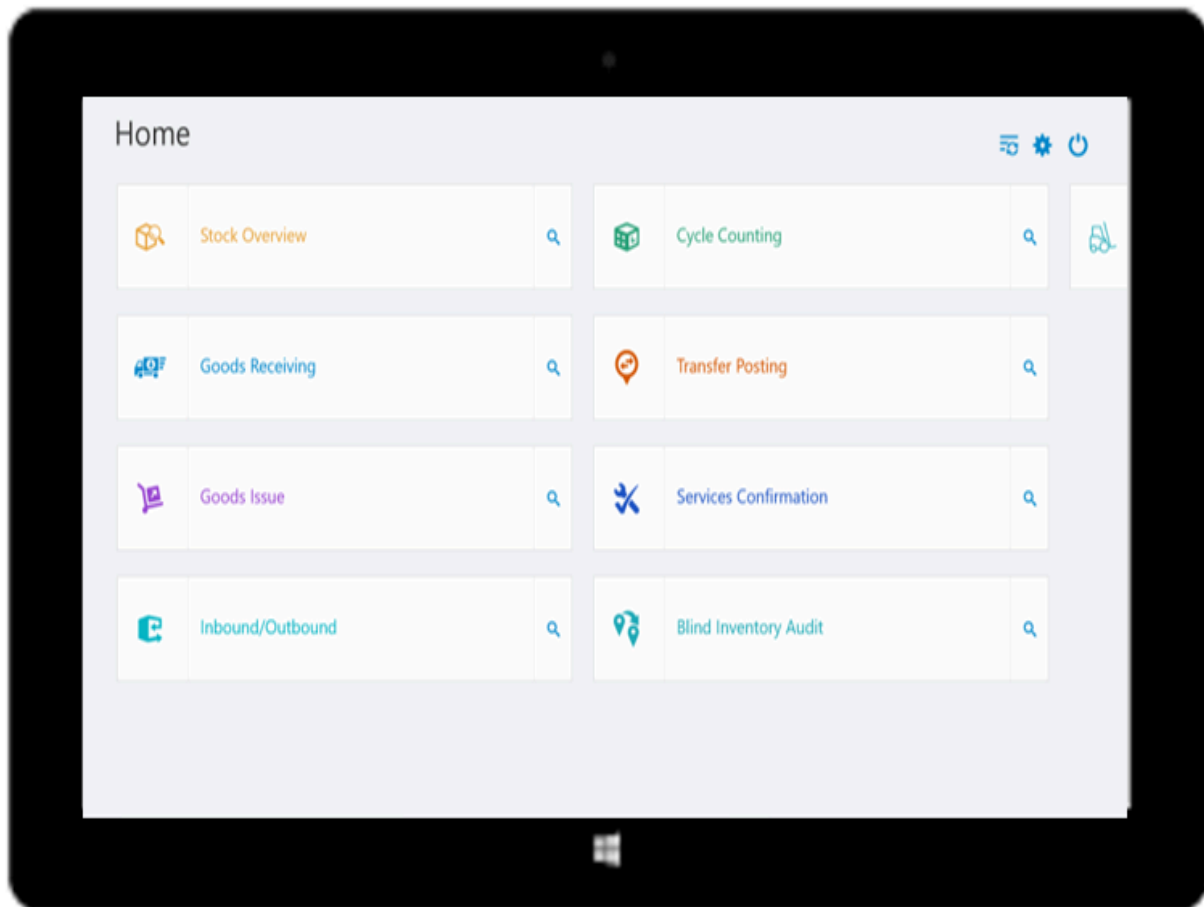 Home
Stock Overview
Cycle Counting
Goods Receiving
Transfer Posting
Goods Issue
Services Confirmation
Inbound/Outbound
Blind Inventory Audit